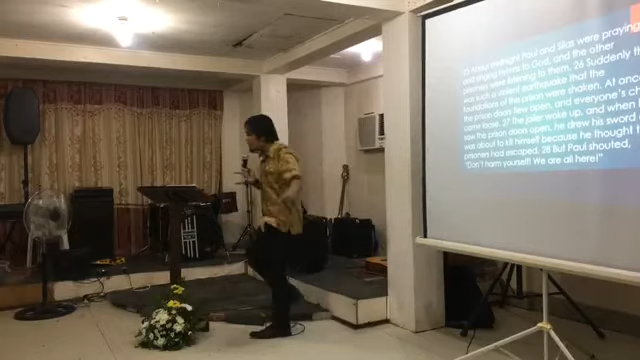 25 About midnight Paul and Silas were praying
and singing hymns to God, and the other
prisoners were listening to them. 26 Suddenly th
was such a violent earthquake that the
foundations of the prison were shaken. At onc
the prison doors flew open, and everyone's ch
came loose. 27 The jailer woke up, and when h
saw the prison doors open, he drew his sword
was about to kill himself because he thought
prisoners had escaped. 28 But Paul shouted,
"Don't harm yourself! We are all here!"